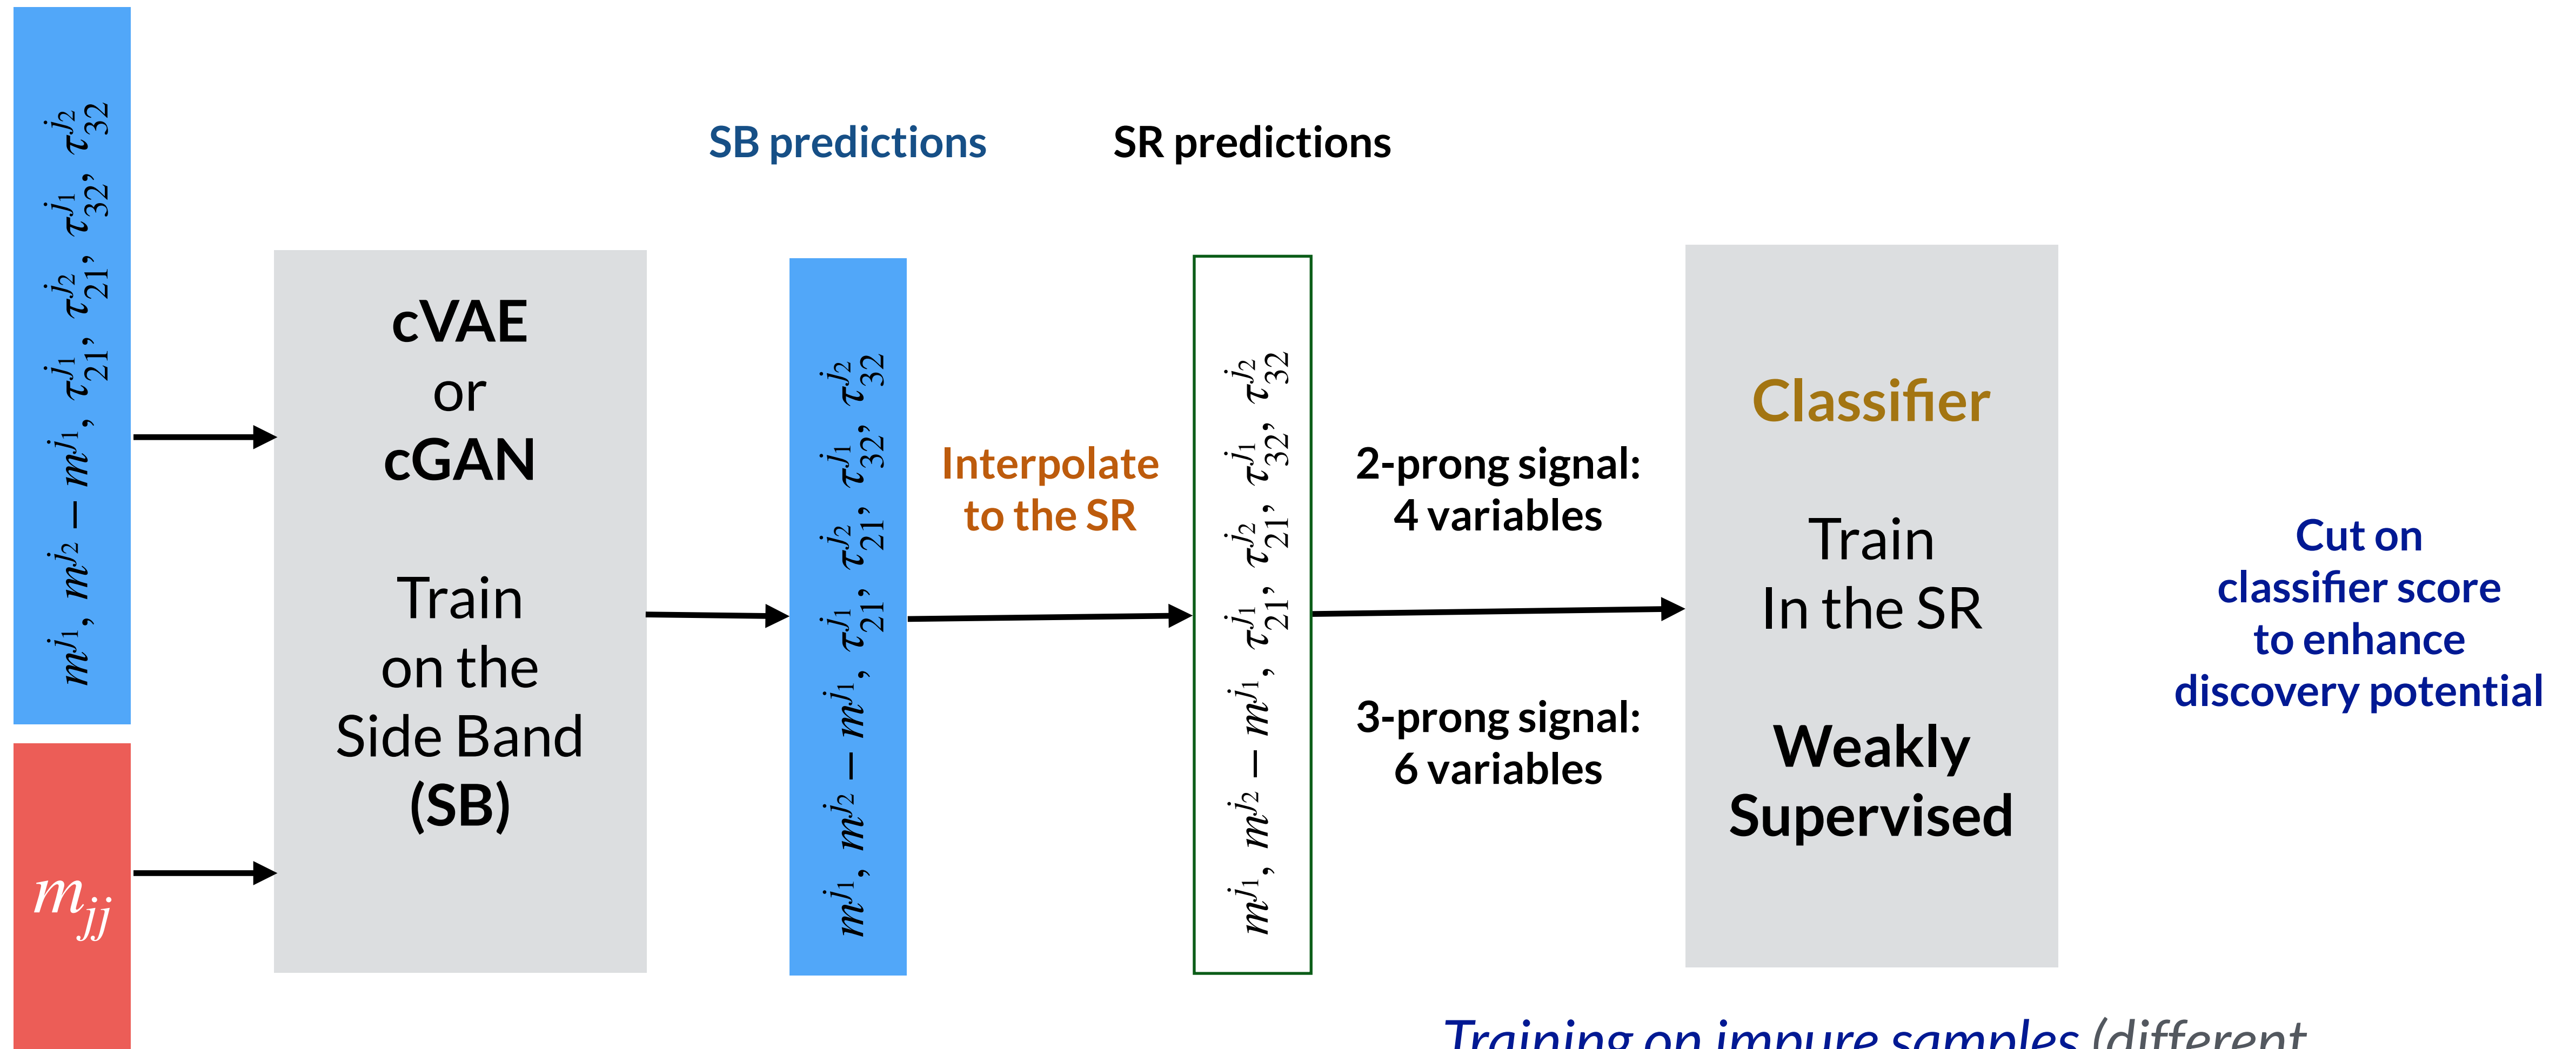 m^{j_1}, m^{j_2} − m^{j_1}, τ_{21}^{j_1}, τ_{21}^{j_2}, τ_{32}^{j_1}, τ_{32}^{j_2}
m_{jj}
cVAE
or
cGAN
Train
on the
Side Band
(SB)
SB predictions
m^{j_1}, m^{j_2} − m^{j_1}, τ_{21}^{j_1}, τ_{21}^{j_2}, τ_{32}^{j_1}, τ_{32}^{j_2}
Interpolate
to the SR
SR predictions
m^{j_1}, m^{j_2} − m^{j_1}, τ_{21}^{j_1}, τ_{21}^{j_2}, τ_{32}^{j_1}, τ_{32}^{j_2}
2-prong signal:
4 variables
3-prong signal:
6 variables
Classifier
Train
In the SR
Weakly
Supervised
Cut on
classifier score
to enhance
discovery potential
Training on impure samples (different